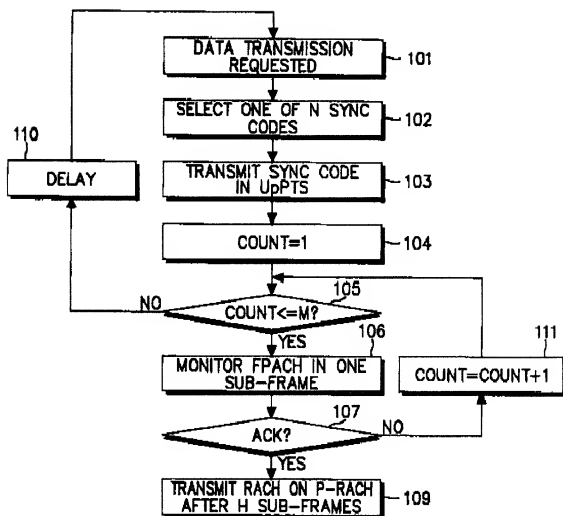 DATA TRANSMISSION
REQUESTED
101
SELECT ONE OF N SYNC
CODES
102
110
DELAY
TRANSMIT SYNC CODE
IN UpPTS
103
COUNT=1
104
105
NO
COUNT<=M?
YES
106
111
MONITOR FPACH IN ONE
SUB-FRAME
COUNT=COUNT+1
107
ACK?
NO
YES
TRANSMIT RACH ON P-RACH
AFTER H SUB-FRAMES
109